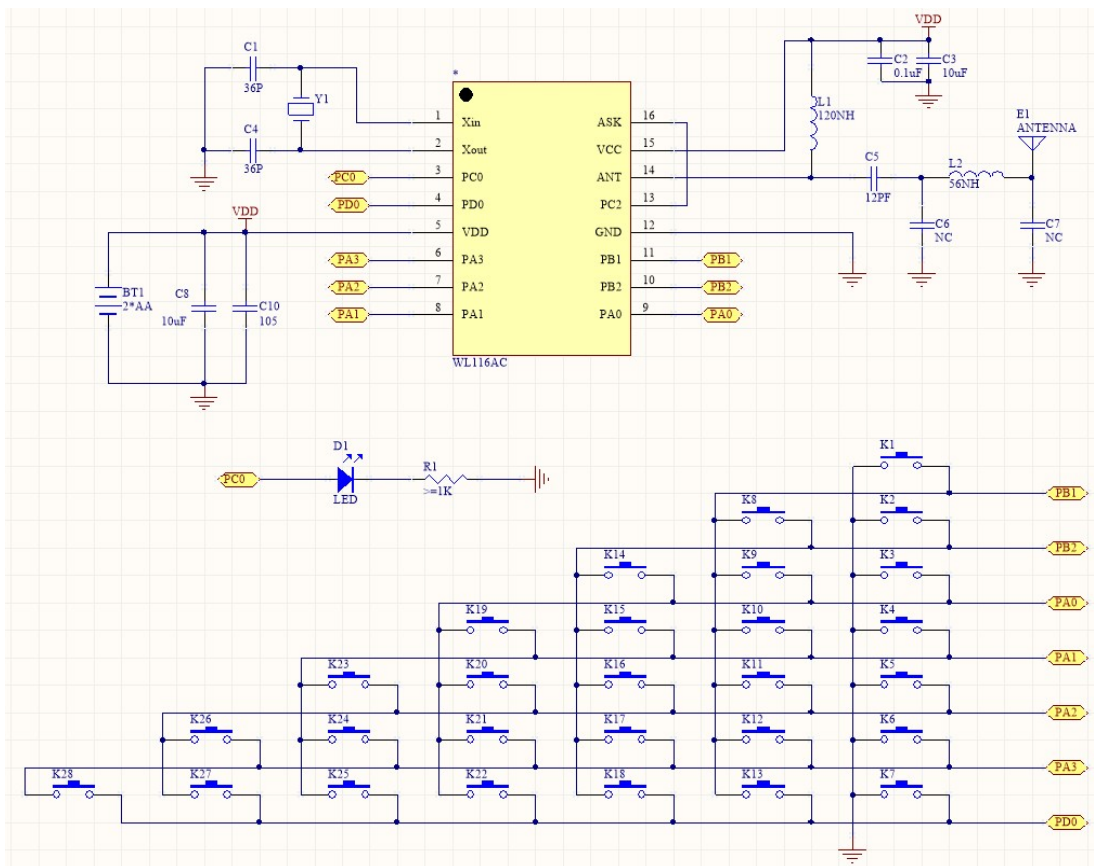 C1
36P
Y1
C4
36P
*
1 Xin
2 Xout
PC0 3 PC0
PD0 4 PD0
VDD
5 VDD
PA3 6 PA3
PA2 7 PA2
PA1 8 PA1
ASK 16
VCC 15
ANT 14
PC2 13
GND 12
PB1 11 PB1
PB2 10 PB2
PA0 9 PA0
WL116AC
BT1
2*AA
C8
10uF
C10
105
VDD
C2
0.1uF
C3
10uF
L1
120NH
E1
ANTENNA
C5
12PF
L2
56NH
C6
NC
C7
NC
PC0
D1
LED
R1
>=1K
K1
PB1
K8 K2
PB2
K14 K9 K3
PA0
K19 K15 K10 K4
PA1
K23 K20 K16 K11 K5
PA2
K26 K24 K21 K17 K12 K6
PA3
K28 K27 K25 K22 K18 K13 K7
PD0